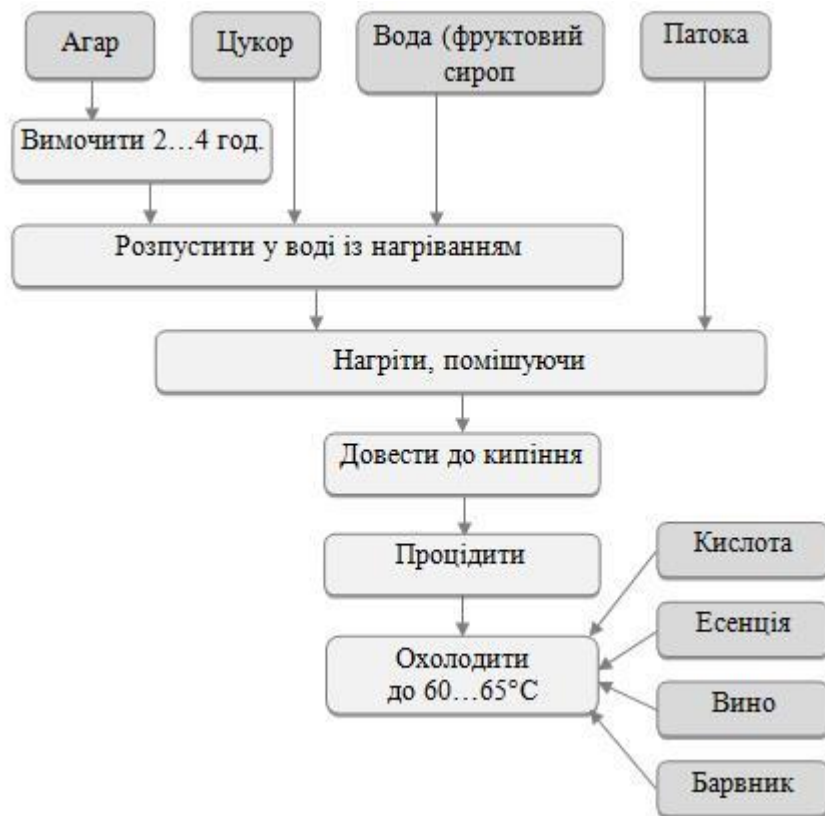 Агар
Цукор
Вода (фруктовий
сироп
Патока
Вимочити 2…4 год.
Розпустити у воді із нагріванням
Нагріти, помішуючи
Довести до кипіння
Процідити
Охолодити
до 60…65°С
Кислота
Есенція
Вино
Барвник